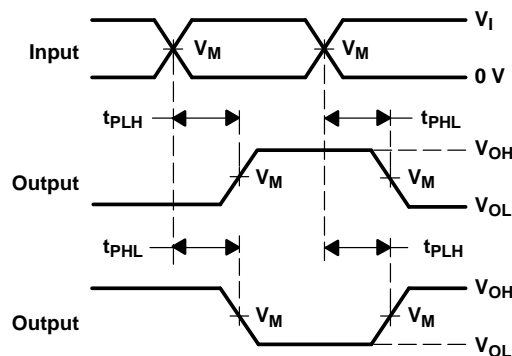 Input
V_I
V_M
V_M
0 V
t_PLH
t_PHL
Output
V_OH
V_M
V_M
V_OL
t_PHL
t_PLH
Output
V_OH
V_M
V_M
V_OL